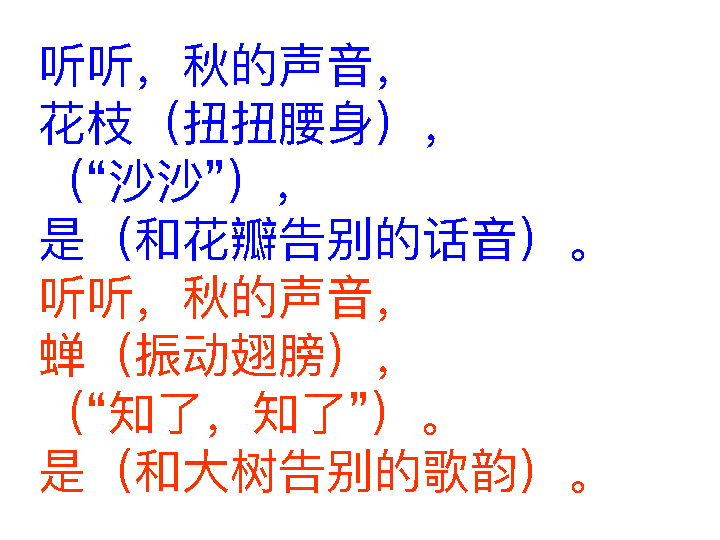 听听，秋的声音，
花枝（扭扭腰身），
（“沙沙”），
是（和花瓣告别的话音）。
听听，秋的声音，
蝉（振动翅膀），
（“知了，知了”）。
是（和大树告别的歌韵）。